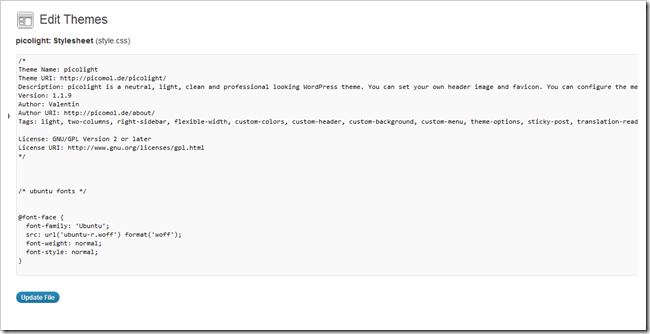 Edit Themes
picolight: Stylesheet (style.css)
/*
Theme Name: picolight
Theme URI: http://picomol.de/picolight/
Description: picolight is a neutral, light, clean and professional looking WordPress theme. You can set your own header image and favicon. You can configure the me
Version: 1.1.9
Author: Valentin
Author URI: http://picomol.de/about/
Tags: light, two-columns, right-sidebar, flexible-width, custom-colors, custom-header, custom-background, custom-menu, theme-options, sticky-post, translation-read
License: GNU/GPL Version 2 or later
License URI: http://www.gnu.org/licenses/gpl.html
*/
/* ubuntu fonts */
@font-face {
font-family: 'Ubuntu';
src: url('ubuntu-r.woff') format('woff');
font-weight: normal;
font-style: normal;
}
Update File